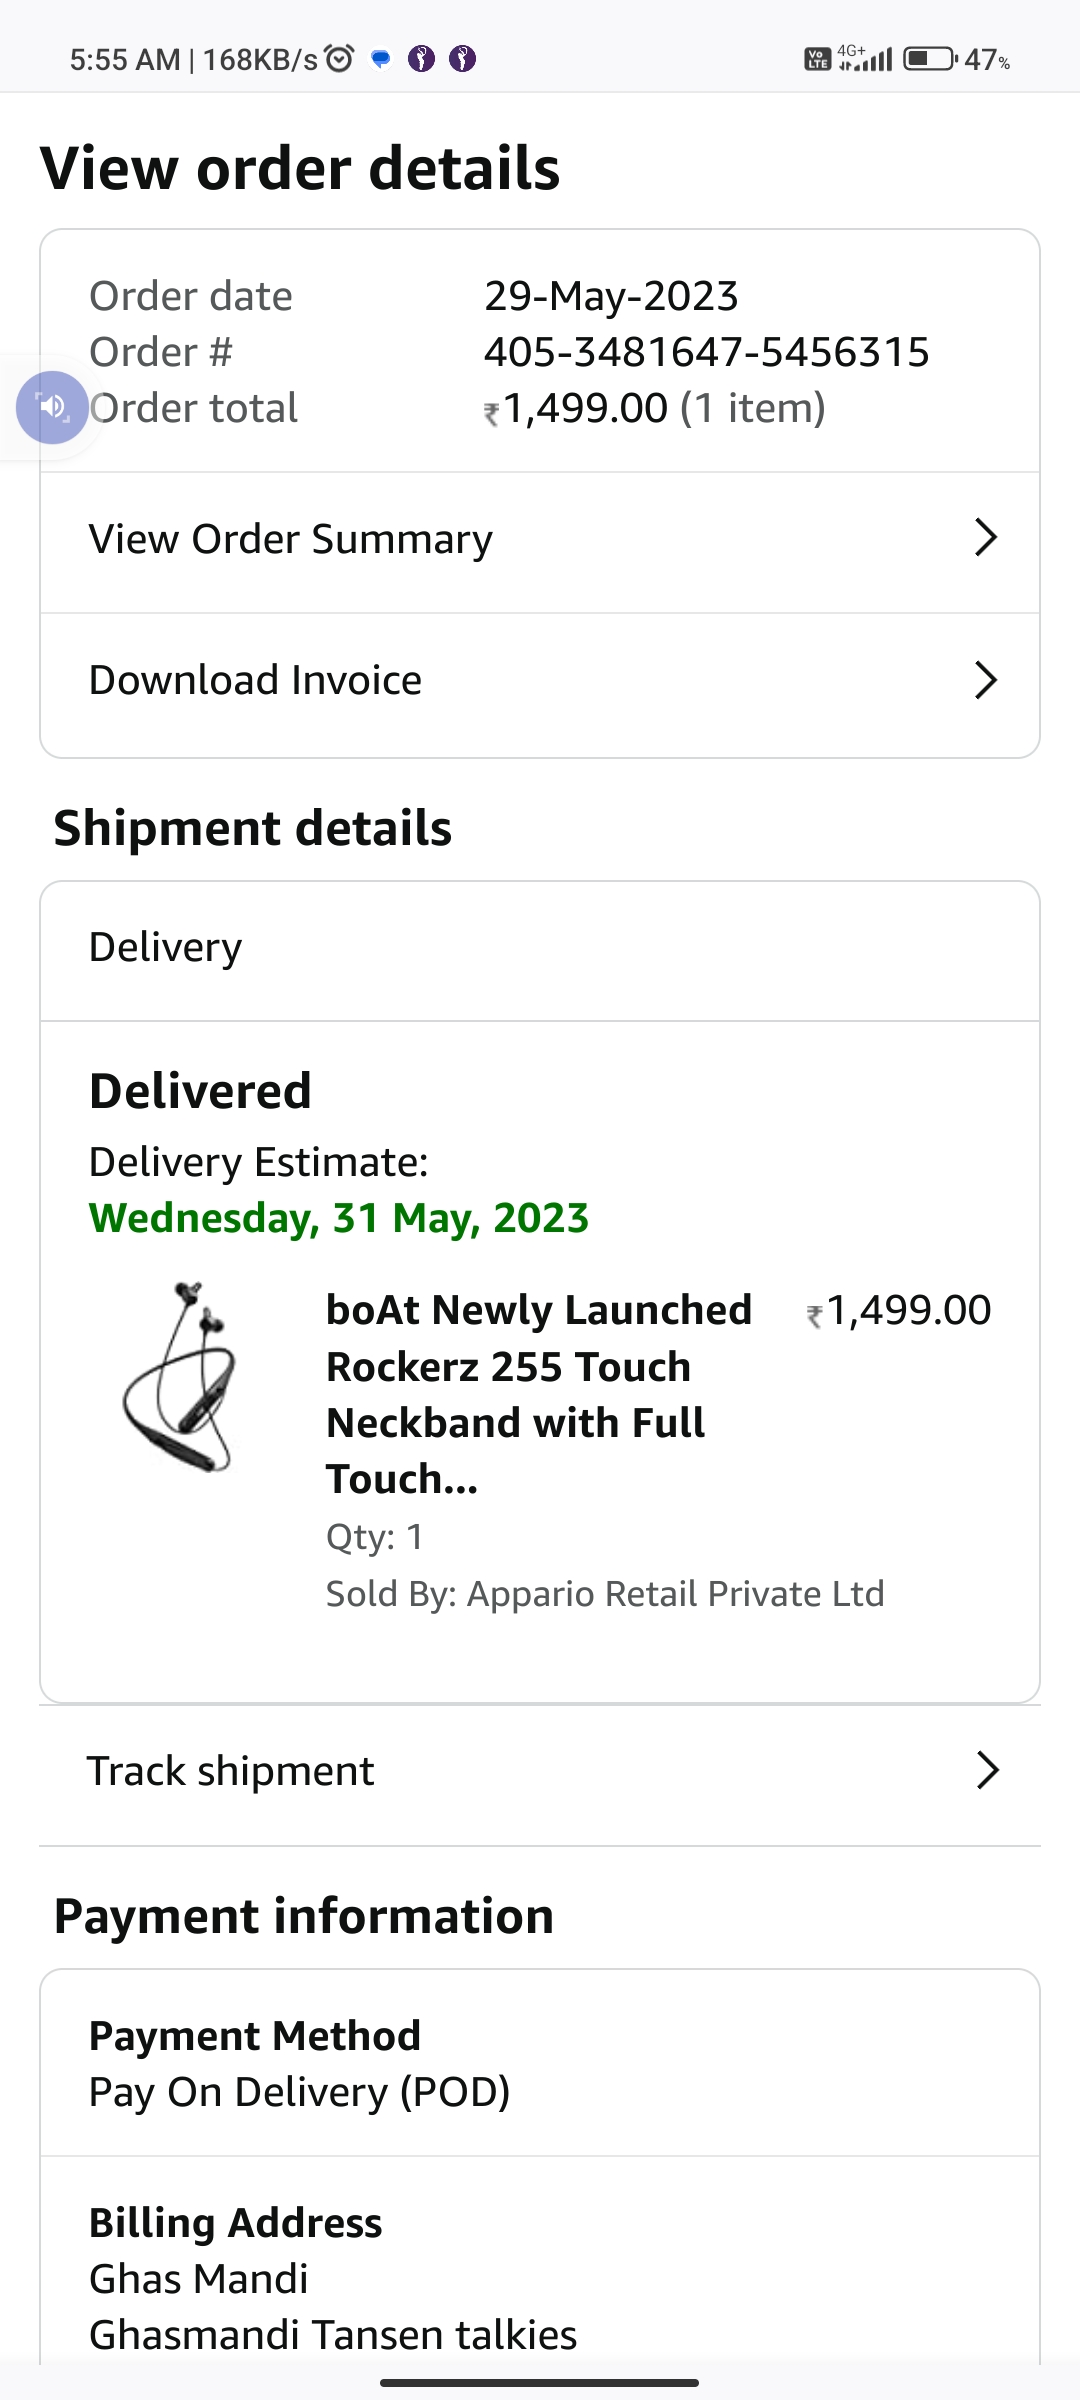 5:55 AM | 168KB/s
Vo LTE 4G+ 47%
View order details
Order date 29-May-2023
Order # 405-3481647-5456315
Order total ₹1,499.00 (1 item)
View Order Summary
Download Invoice
Shipment details
Delivery
Delivered
Delivery Estimate:
Wednesday, 31 May, 2023
boAt Newly Launched ₹1,499.00
Rockerz 255 Touch
Neckband with Full
Touch...
Qty: 1
Sold By: Appario Retail Private Ltd
Track shipment
Payment information
Payment Method
Pay On Delivery (POD)
Billing Address
Ghas Mandi
Ghasmandi Tansen talkies